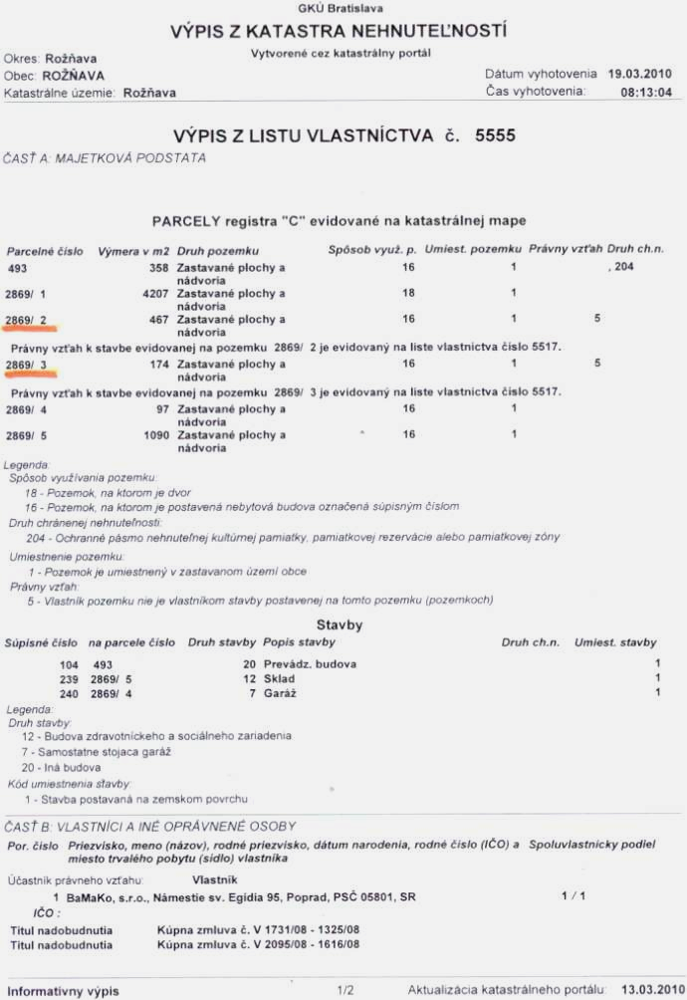 GKÚ Bratislava
VÝPIS Z KATASTRA NEHNUTEĽNOSTÍ
Vytvorené cez katastrálny portál
Okres: Rožňava
Obec: ROŽŇAVA
Dátum vyhotovenia 19.03.2010
Katastrálne územie: Rožňava
Čas vyhotovenia: 08:13:04
VÝPIS Z LISTU VLASTNÍCTVA č. 5555
ČASŤ A: MAJETKOVÁ PODSTATA
PARCELY registra "C" evidované na katastrálnej mape
Parcelné číslo Výmera v m2 Druh pozemku Spôsob využ. p. Umiest. pozemku Právny vzťah Druh ch.n.
493 358 Zastavané plochy a 16 1 , 204
nádvoria
2869/ 1 4207 Zastavané plochy a 18 1
nádvoria
2869/ 2 467 Zastavané plochy a 16 1 5
nádvoria
Právny vzťah k stavbe evidovanej na pozemku 2869/ 2 je evidovaný na liste vlastníctva číslo 5517.
2869/ 3 174 Zastavané plochy a 16 1 5
nádvoria
Právny vzťah k stavbe evidovanej na pozemku 2869/ 3 je evidovaný na liste vlastníctva číslo 5517.
2869/ 4 97 Zastavané plochy a 16 1
nádvoria
2869/ 5 1090 Zastavané plochy a 16 1
nádvoria
Legenda:
Spôsob využívania pozemku:
18 - Pozemok, na ktorom je dvor
16 - Pozemok, na ktorom je postavená nebytová budova označená súpisným číslom
Druh chránenej nehnuteľnosti:
204 - Ochranné pásmo nehnuteľnej kultúrnej pamiatky, pamiatkovej rezervácie alebo pamiatkovej zóny
Umiestnenie pozemku:
1 - Pozemok je umiestnený v zastavanom území obce
Právny vzťah:
5 - Vlastník pozemku nie je vlastníkom stavby postavenej na tomto pozemku (pozemkoch)
Stavby
Súpisné číslo na parcele číslo Druh stavby Popis stavby Druh ch.n. Umiest. stavby
104 493 20 Prevádz. budova 1
239 2869/ 5 12 Sklad 1
240 2869/ 4 7 Garáž 1
Legenda:
Druh stavby:
12 - Budova zdravotníckeho a sociálneho zariadenia
7 - Samostatne stojaca garáž
20 - Iná budova
Kód umiestnenia stavby:
1 - Stavba postavaná na zemskom povrchu
ČASŤ B: VLASTNÍCI A INÉ OPRÁVNENÉ OSOBY
Por. číslo Priezvisko, meno (názov), rodné priezvisko, dátum narodenia, rodné číslo (IČO) a Spoluvlastnícky podiel
miesto trvalého pobytu (sídlo) vlastníka
Účastník právneho vzťahu: Vlastník
1 BaMaKo, s.r.o., Námestie sv. Egídia 95, Poprad, PSČ 05801, SR 1 / 1
IČO :
Titul nadobudnutia Kúpna zmluva č. V 1731/08 - 1325/08
Titul nadobudnutia Kúpna zmluva č. V 2095/08 - 1616/08
Informatívny výpis 1/2 Aktualizácia katastrálneho portálu: 13.03.2010